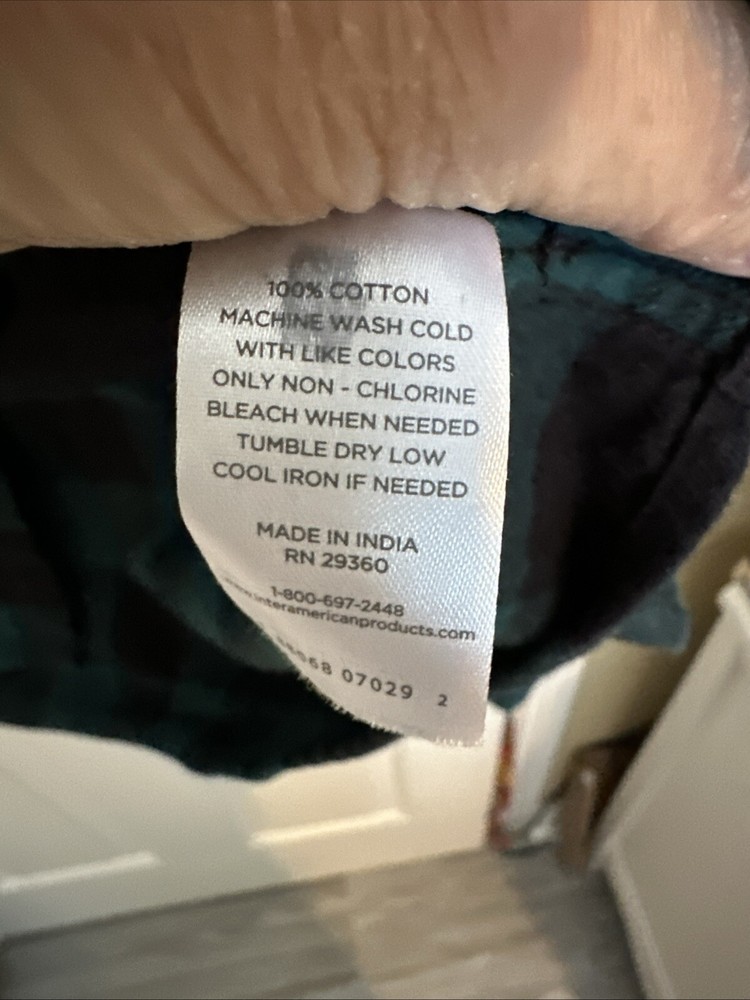 100% COTTON
MACHINE WASH COLD
WITH LIKE COLORS
ONLY NON - CHLORINE
BLEACH WHEN NEEDED
TUMBLE DRY LOW
COOL IRON IF NEEDED
MADE IN INDIA
RN 29360
1-800-697-2448
www.interamericanproducts.com
07029 2